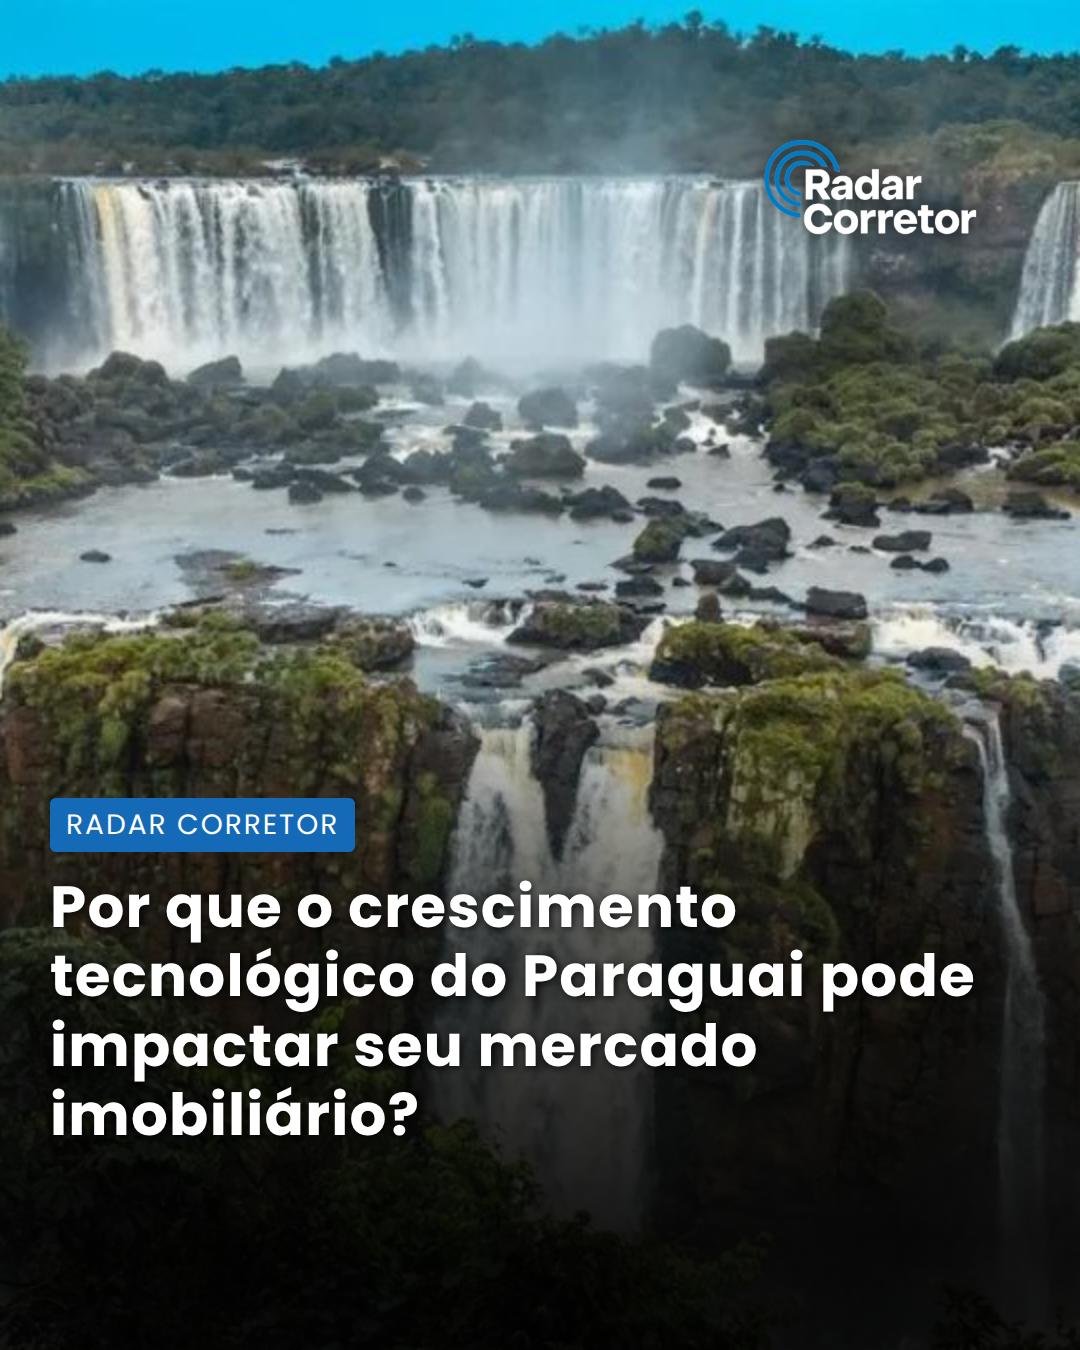 Radar
Corretor
RADAR CORRETOR
Por que o crescimento
tecnológico do Paraguai pode
impactar seu mercado
imobiliário?